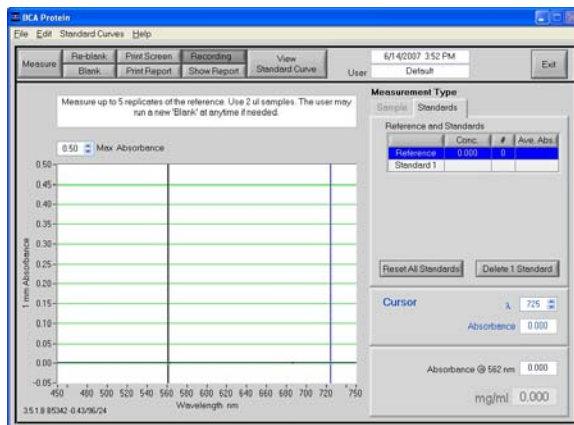 BCA Protein
File Edit Standard Curves Help
Measure Re-blank Print Screen Recording View Standard Curve 6/14/2007 3:52 PM Exit
Blank Print Report Show Report User Default
Measure up to 5 replicates of the reference. Use 2 ul samples. The user may
run a new 'Blank' at anytime if needed.
0.50 Max Absorbance
Measurement Type
Sample Standards
Reference and Standards
Conc. # Ave. Abs.
Reference 0.000 0
Standard 1
Reset All Standards Delete 1 Standard
Cursor λ 725
Absorbance 0.000
Absorbance @ 562 nm 0.000
mg/ml 0.000
1 mm Absorbance
0.50
0.45
0.40
0.35
0.30
0.25
0.20
0.15
0.10
0.05
0.00
-0.05
450 480 500 520 540 560 580 600 620 640 660 680 700 720 750
Wavelength nm
3.5.1.8 B5342 -0.43/96/24